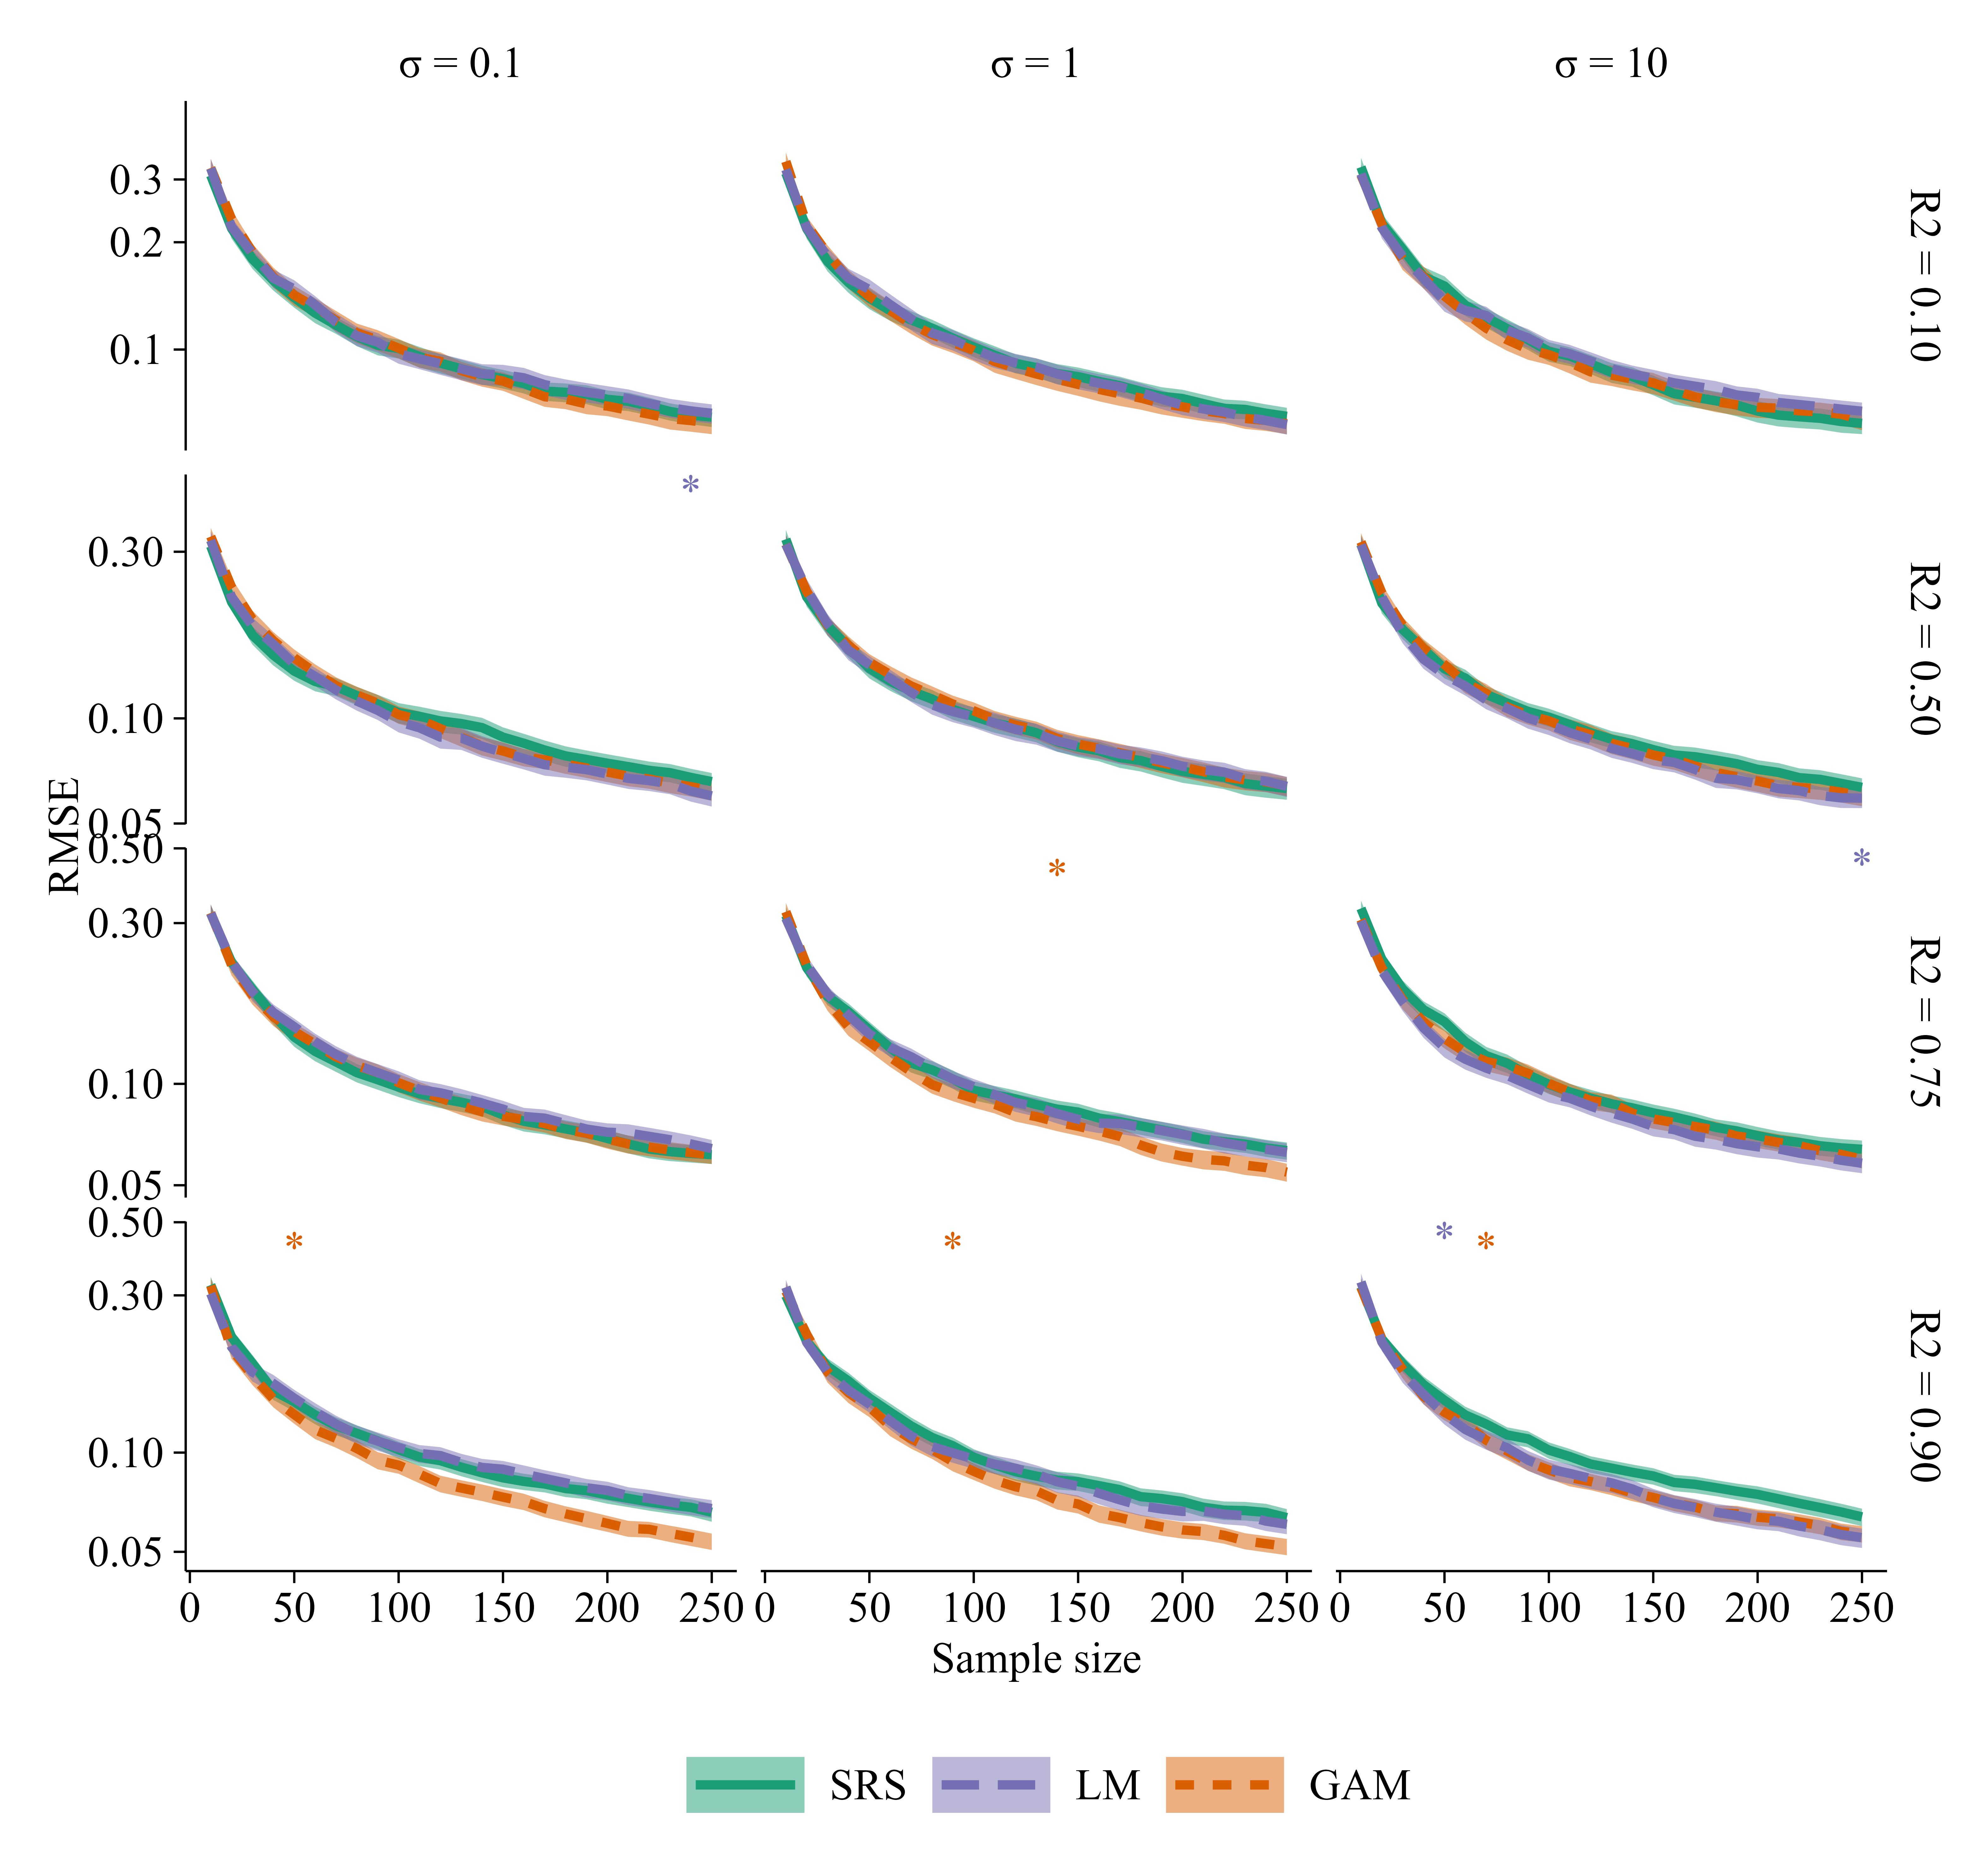 σ = 0.1 σ = 1 σ = 10
0.3
0.2
0.1
R2 = 0.10
*
0.30
0.10
0.05
R2 = 0.50
RMSE
0.50
* *
0.30
0.10
0.05
R2 = 0.75
0.50
* * * *
0.30
0.10
0.05
R2 = 0.90
0 50 100 150 200 250 0 50 100 150 200 250 0 50 100 150 200 250
Sample size
SRS LM GAM